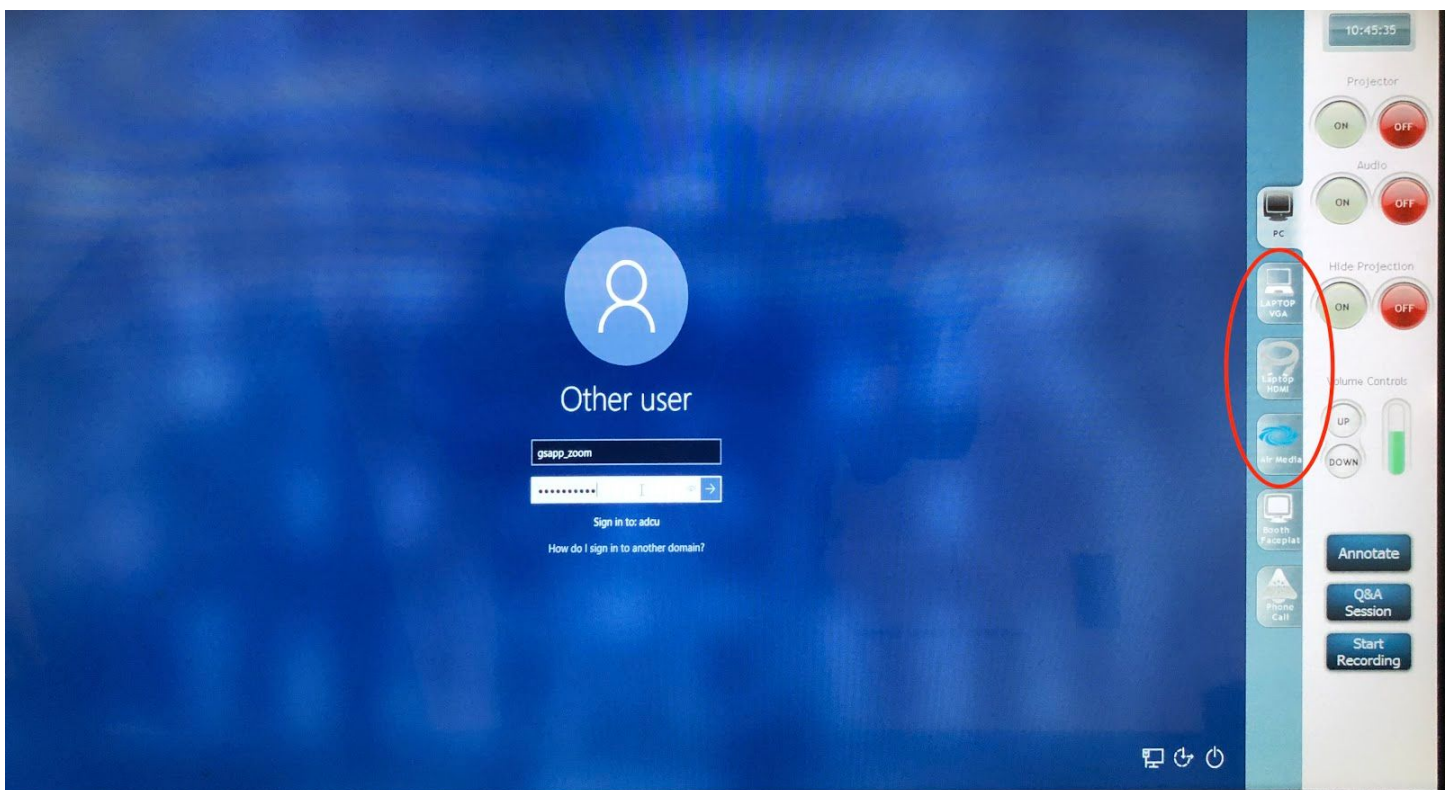 10:45:35
Projector
ON OFF
Audio
ON OFF
PC
Hide Projection
LAPTOP
VGA
ON OFF
Laptop
HDMI
Volume Controls
Other user
UP
gsapp_zoom
Air Media
DOWN
Sign in to: adcu
How do I sign in to another domain?
Booth
Faceplat
Annotate
Q&A
Session
Phone
Call
Start
Recording